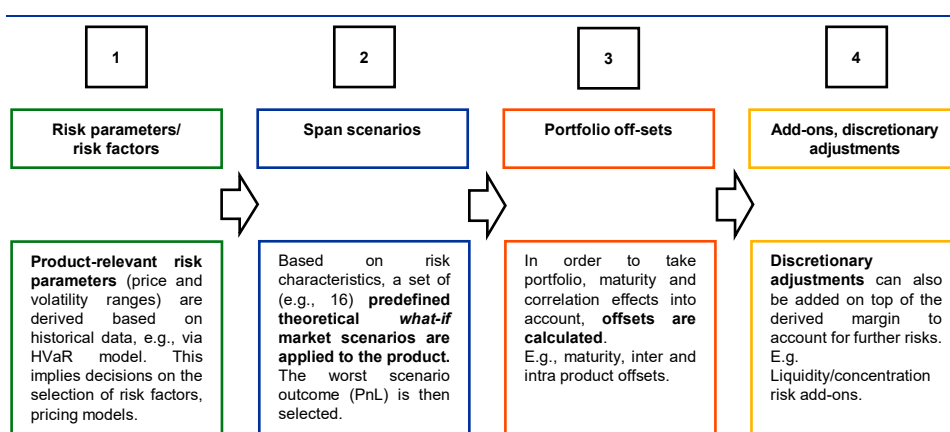 1
2
3
4
Risk parameters/
risk factors
Span scenarios
Portfolio off-sets
Add-ons, discretionary
adjustments
Product-relevant risk
parameters (price and
volatility ranges) are
derived based on
historical data, e.g., via
HVaR model. This
implies decisions on the
selection of risk factors,
pricing models.
Based on risk
characteristics, a set of
(e.g., 16) predefined
theoretical what-if
market scenarios are
applied to the product.
The worst scenario
outcome (PnL) is then
selected.
In order to take
portfolio, maturity and
correlation effects into
account, offsets are
calculated.
E.g., maturity, inter and
intra product offsets.
Discretionary
adjustments can also
be added on top of the
derived margin to
account for further risks.
E.g.
Liquidity/concentration
risk add-ons.